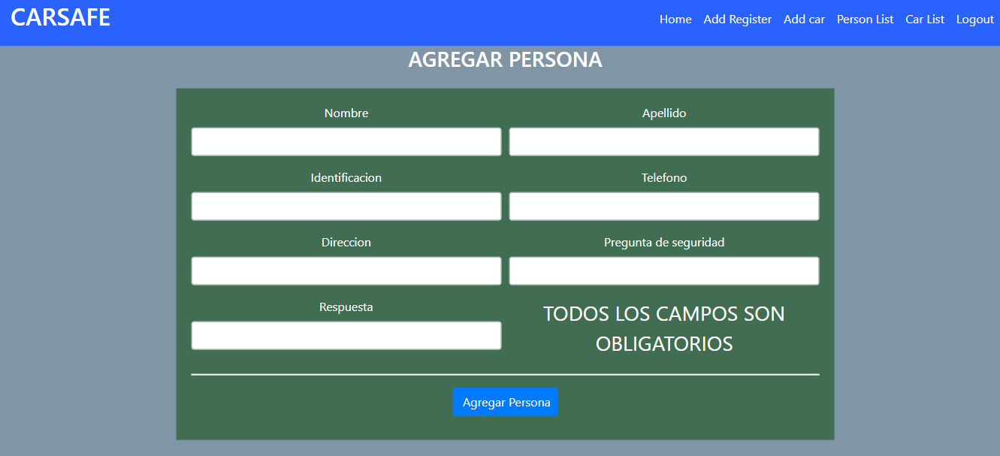 CARSAFE
Home Add Register Add car Person List Car List Logout
AGREGAR PERSONA
Nombre Apellido
Identificacion Telefono
Direccion Pregunta de seguridad
Respuesta
TODOS LOS CAMPOS SON
OBLIGATORIOS
Agregar Persona